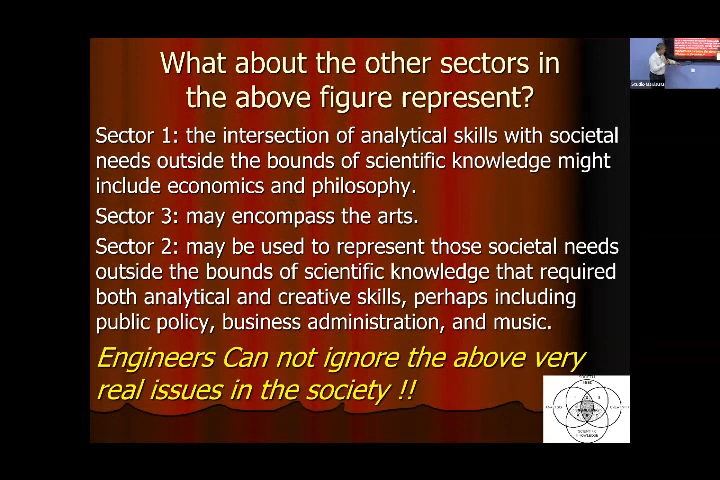 What about the other sectors in
the above figure represent?
Sector 1: the intersection of analytical skills with societal
needs outside the bounds of scientific knowledge might
include economics and philosophy.
Sector 3: may encompass the arts.
Sector 2: may be used to represent those societal needs
outside the bounds of scientific knowledge that required
both analytical and creative skills, perhaps including
public policy, business administration, and music.
Engineers Can not ignore the above very
real issues in the society !!
SCIENTIFIC
KNOWLEDGE